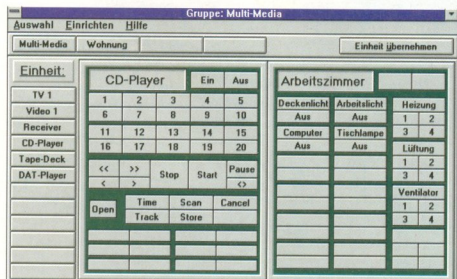 Gruppe: Multi-Media
Auswahl Einrichten Hilfe
Multi-Media Wohnung Einheit übernehmen
Einheit:
TV 1
Video 1
Receiver
CD-Player
Tape-Deck
DAT-Player
CD-Player Ein Aus
1 2 3 4 5
6 7 8 9 10
11 12 13 14 15
16 17 18 19 20
<< >> Stop Start Pause
< > <>
Open Time Scan Cancel
Track Store
Arbeitszimmer
Deckenlicht Arbeitslicht Heizung
Aus Aus 1 2
Computer Tischlampe 3 4
Aus Aus Lüftung
1 2
3 4
Ventilator
1 2
3 4